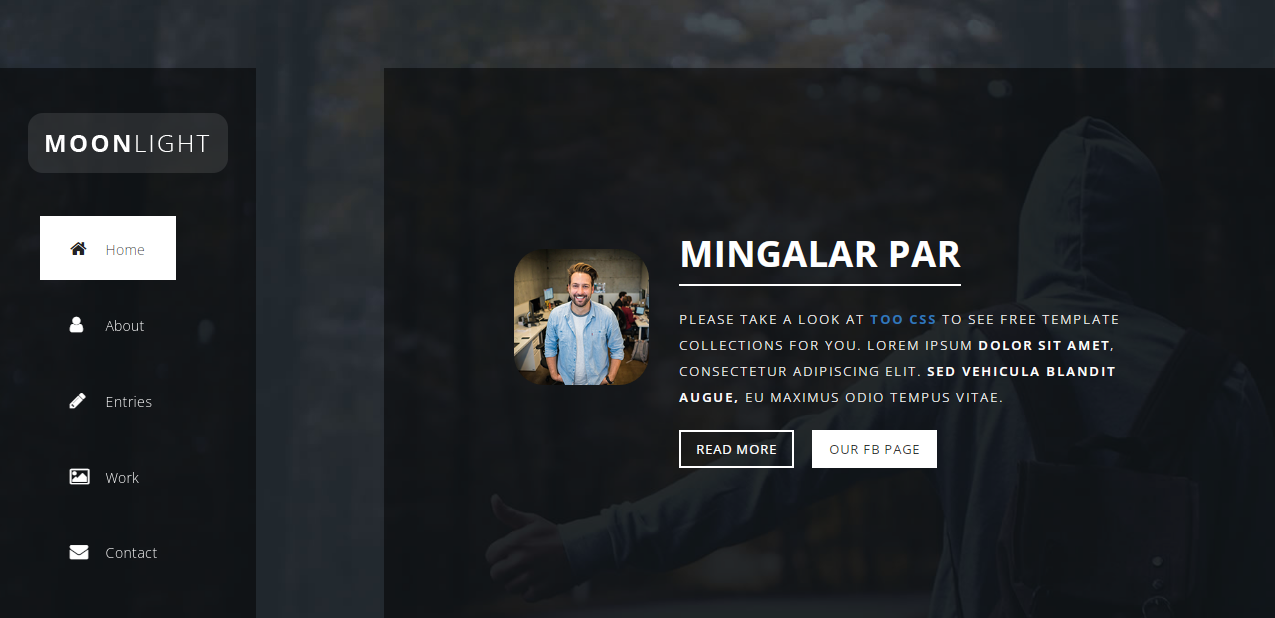 MOONLIGHT
Home
About
Entries
Work
Contact
MINGALAR PAR
PLEASE TAKE A LOOK AT TOO CSS TO SEE FREE TEMPLATE
COLLECTIONS FOR YOU. LOREM IPSUM DOLOR SIT AMET,
CONSECTETUR ADIPISCING ELIT. SED VEHICULA BLANDIT
AUGUE, EU MAXIMUS ODIO TEMPUS VITAE.
READ MORE
OUR FB PAGE